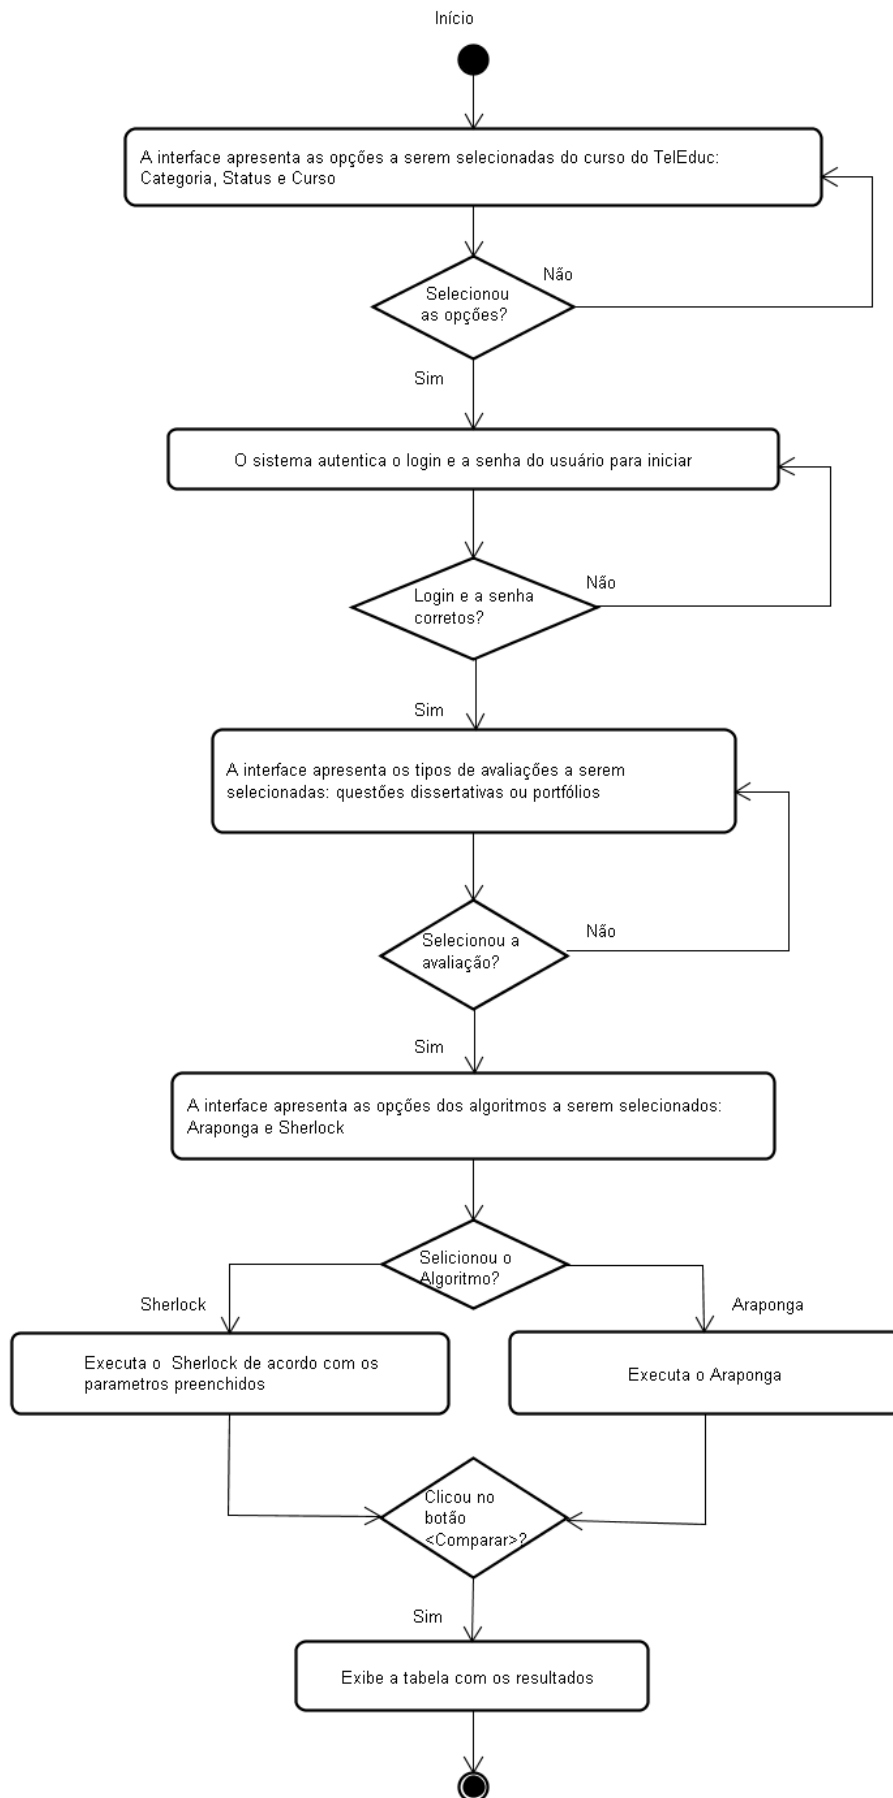 Início
A interface apresenta as opções a serem selecionadas do curso do TelEduc:
Categoria, Status e Curso
Não
Selecionou
as opções?
Sim
O sistema autentica o login e a senha do usuário para iniciar
Não
Login e a senha
corretos?
Sim
A interface apresenta os tipos de avaliações a serem
selecionadas: questões dissertativas ou portfólios
Não
Selecionou a
avaliação?
Sim
A interface apresenta as opções dos algoritmos a serem selecionados:
Araponga e Sherlock
Selicionou o
Algoritmo?
Sherlock
Araponga
Executa o  Sherlock de acordo com os
parametros preenchidos
Executa o Araponga
Clicou no
botão
<Comparar>?
Sim
Exibe a tabela com os resultados